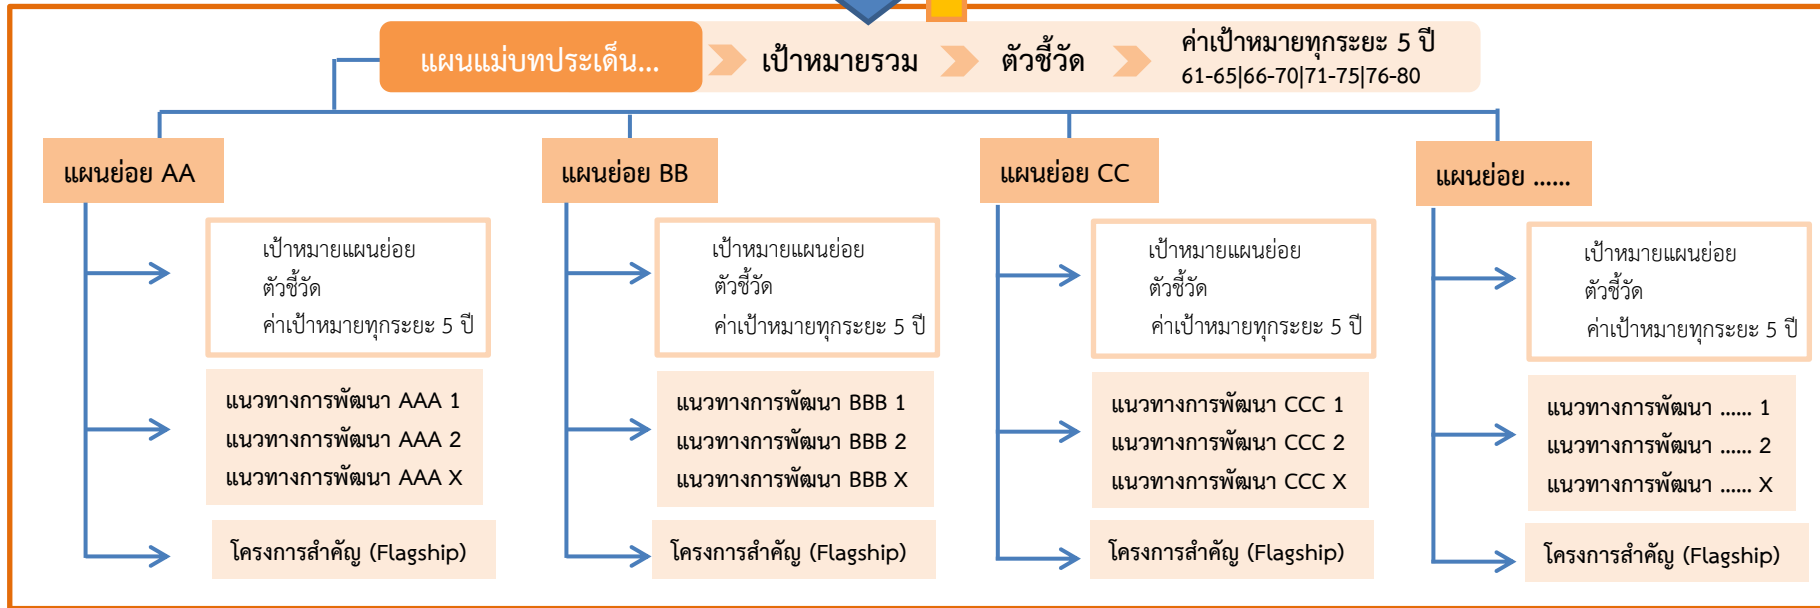 แผนแม่บทประเด็น...
เป้าหมายรวม
ตัวชี้วัด
ค่าเป้าหมายทุกระยะ 5 ปี
61-65|66-70|71-75|76-80
แผนย่อย AA
เป้าหมายแผนย่อย
ตัวชี้วัด
ค่าเป้าหมายทุกระยะ 5 ปี
แนวทางการพัฒนา AAA 1
แนวทางการพัฒนา AAA 2
แนวทางการพัฒนา AAA X
โครงการสำคัญ (Flagship)
แผนย่อย BB
เป้าหมายแผนย่อย
ตัวชี้วัด
ค่าเป้าหมายทุกระยะ 5 ปี
แนวทางการพัฒนา BBB 1
แนวทางการพัฒนา BBB 2
แนวทางการพัฒนา BBB X
โครงการสำคัญ (Flagship)
แผนย่อย CC
เป้าหมายแผนย่อย
ตัวชี้วัด
ค่าเป้าหมายทุกระยะ 5 ปี
แนวทางการพัฒนา CCC 1
แนวทางการพัฒนา CCC 2
แนวทางการพัฒนา CCC X
โครงการสำคัญ (Flagship)
แผนย่อย ......
เป้าหมายแผนย่อย
ตัวชี้วัด
ค่าเป้าหมายทุกระยะ 5 ปี
แนวทางการพัฒนา ...... 1
แนวทางการพัฒนา ...... 2
แนวทางการพัฒนา ...... X
โครงการสำคัญ (Flagship)